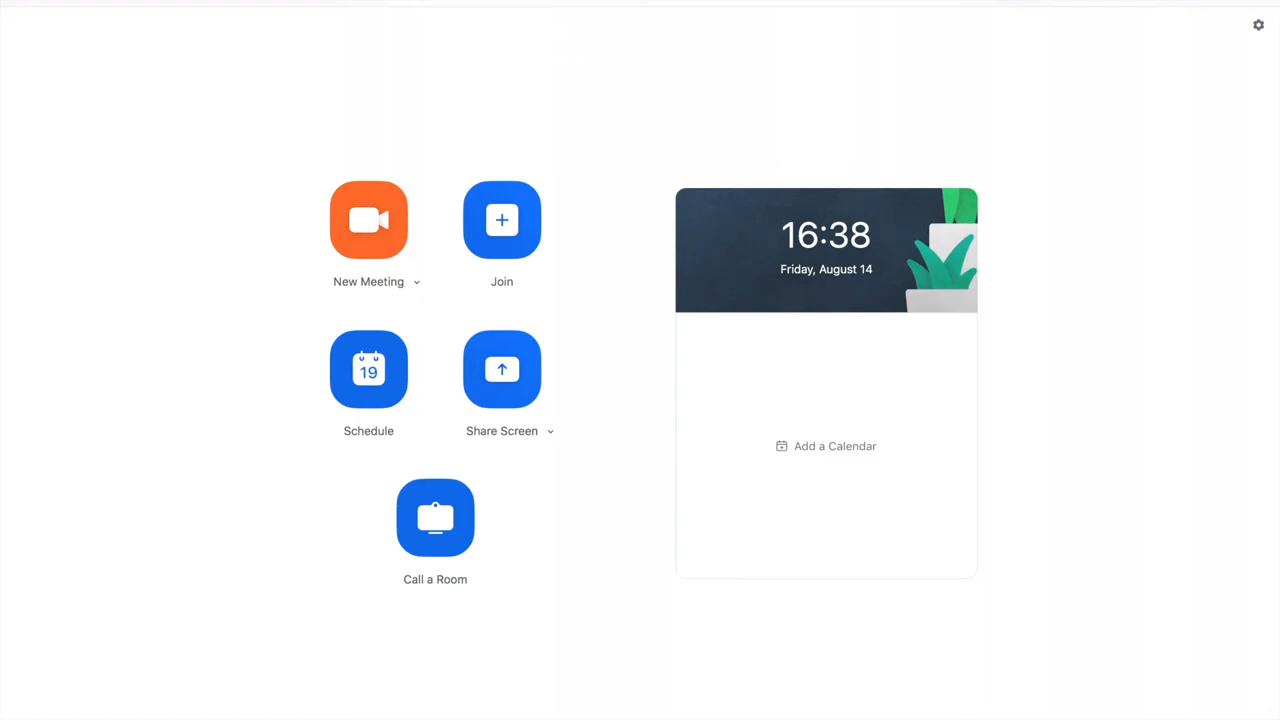 New Meeting
Join
19
Schedule
Share Screen
Call a Room
16:38
Friday, August 14
Add a Calendar